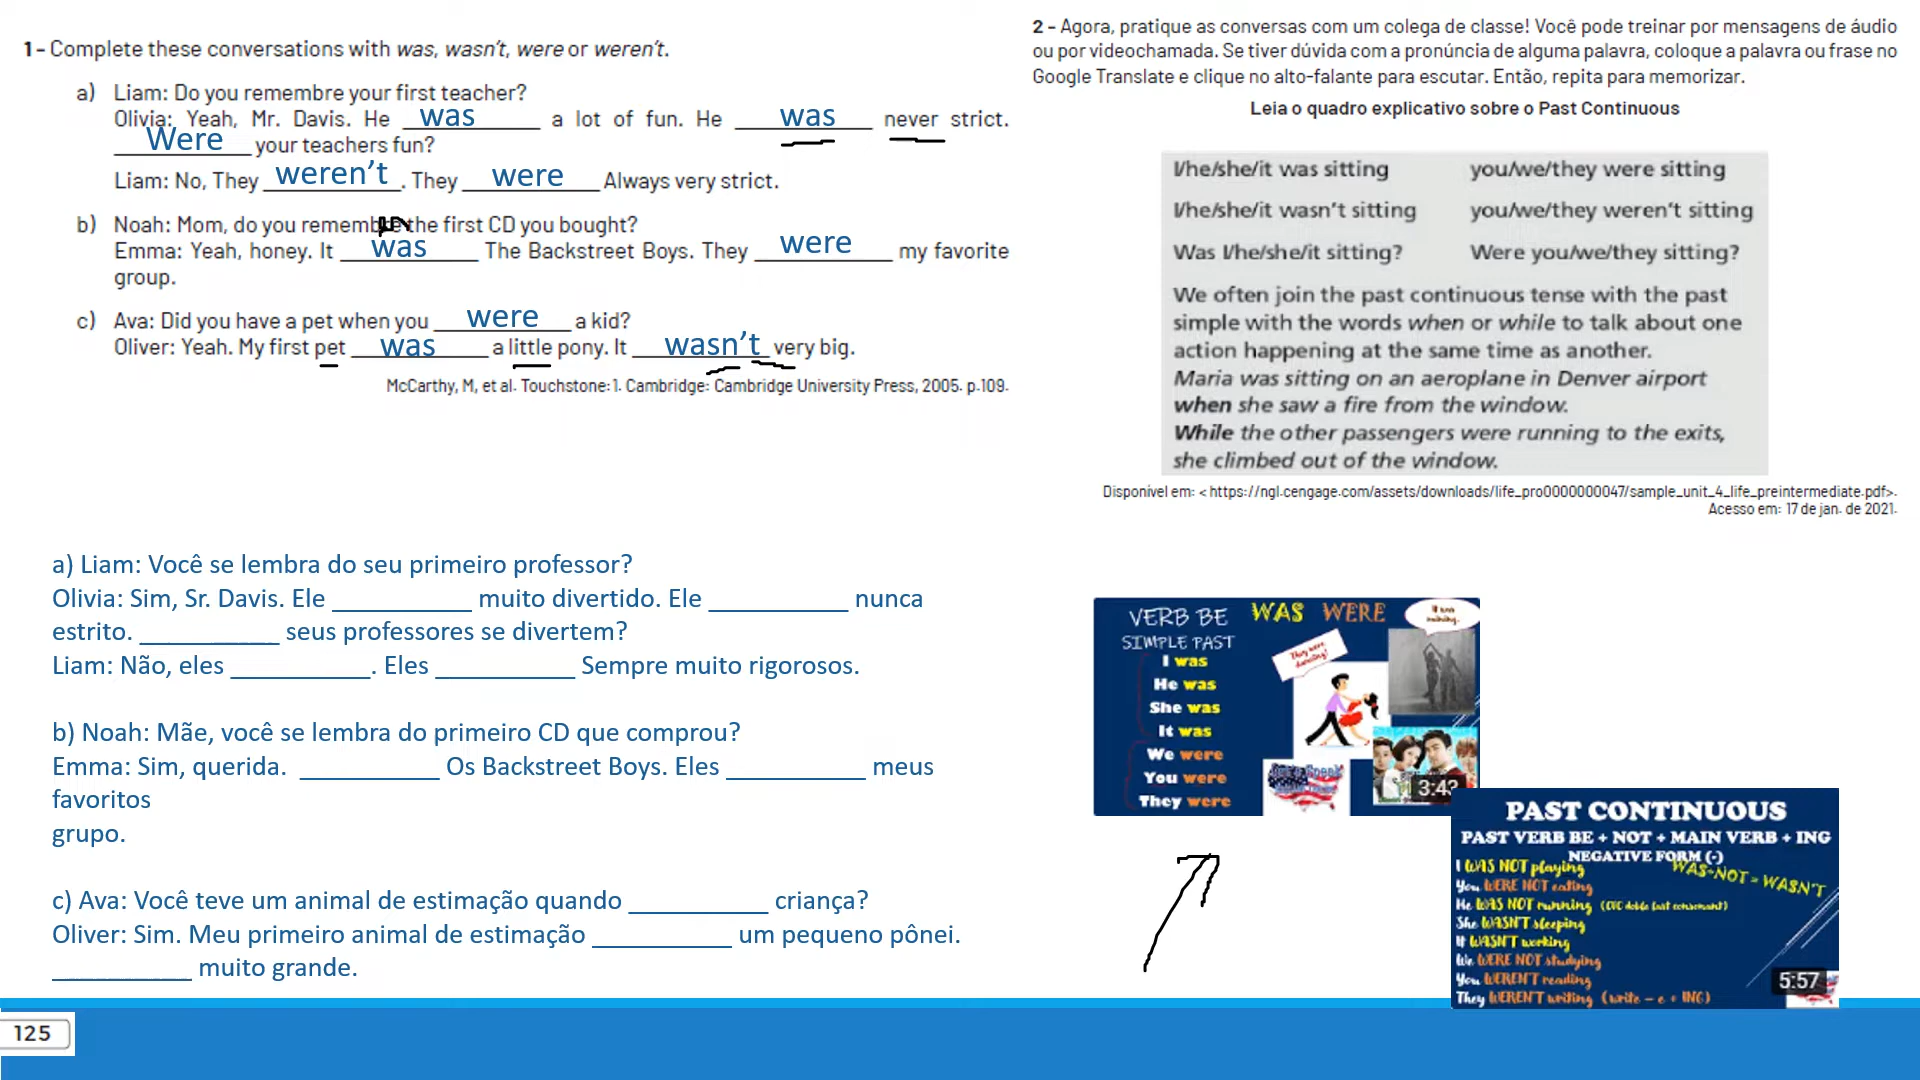 1 - Complete these conversations with was, wasn't, were or weren't.
a) Liam: Do you remembre your first teacher?
Olivia: Yeah, Mr. Davis. He was a lot of fun. He was never strict.
Were your teachers fun?
Liam: No, They weren't. They were Always very strict.
b) Noah: Mom, do you remembre the first CD you bought?
Emma: Yeah, honey. It was The Backstreet Boys. They were my favorite
group.
c) Ava: Did you have a pet when you were a kid?
Oliver: Yeah. My first pet was a little pony. It wasn't very big.
McCarthy, M, et al. Touchstone: 1. Cambridge: Cambridge University Press, 2005. p.109.
2 - Agora, pratique as conversas com um colega de classe! Você pode treinar por mensagens de áudio
ou por videochamada. Se tiver dúvida com a pronúncia de alguma palavra, coloque a palavra ou frase no
Google Translate e clique no alto-falante para escutar. Então, repita para memorizar.
Leia o quadro explicativo sobre o Past Continuous
I/he/she/it was sitting you/we/they were sitting
I/he/she/it wasn't sitting you/we/they weren't sitting
Was I/he/she/it sitting? Were you/we/they sitting?
We often join the past continuous tense with the past
simple with the words when or while to talk about one
action happening at the same time as another.
Maria was sitting on an aeroplane in Denver airport
when she saw a fire from the window.
While the other passengers were running to the exits,
she climbed out of the window.
Disponível em: < https://ngl.cengage.com/assets/downloads/life_pro0000000047/sample_unit_4_life_preintermediate.pdf>.
Acesso em: 17 de jan. de 2021.
a) Liam: Você se lembra do seu primeiro professor?
Olivia: Sim, Sr. Davis. Ele __________ muito divertido. Ele __________ nunca
estrito. __________ seus professores se divertem?
Liam: Não, eles __________. Eles __________ Sempre muito rigorosos.
b) Noah: Mãe, você se lembra do primeiro CD que comprou?
Emma: Sim, querida. __________ Os Backstreet Boys. Eles __________ meus
favoritos
grupo.
c) Ava: Você teve um animal de estimação quando __________ criança?
Oliver: Sim. Meu primeiro animal de estimação __________ um pequeno pônei.
__________ muito grande.
VERB BE WAS WERE
SIMPLE PAST
I was
He was
She was
It was
We were
You were
They were
They were dancing!
3:43
PAST CONTINUOUS
PAST VERB BE + NOT + MAIN VERB + ING
NEGATIVE FORM (-)
WAS+NOT = WASN'T
I WAS NOT playing
You WERE NOT eating
He WAS NOT running (CVC doble last consonant)
She WASN'T sleeping
It WASN'T working
We WERE NOT studying
You WEREN'T reading
They WEREN'T writing (write - e + ING)
5:57
125